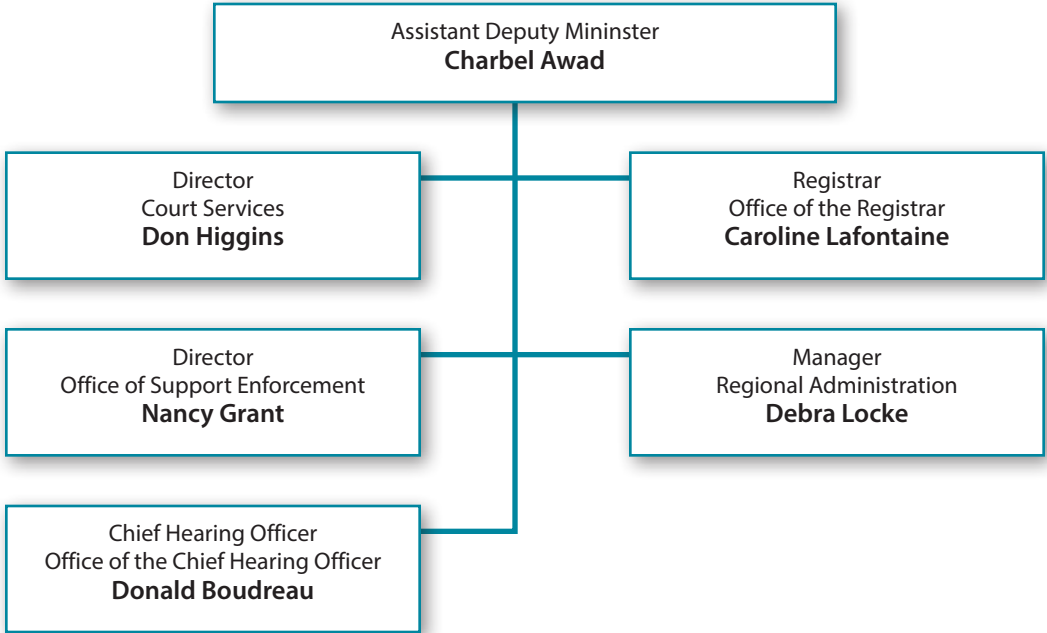 Assistant Deputy Mininster
Charbel Awad
Director
Court Services
Don Higgins
Registrar
Office of the Registrar
Caroline Lafontaine
Director
Office of Support Enforcement
Nancy Grant
Manager
Regional Administration
Debra Locke
Chief Hearing Officer
Office of the Chief Hearing Officer
Donald Boudreau